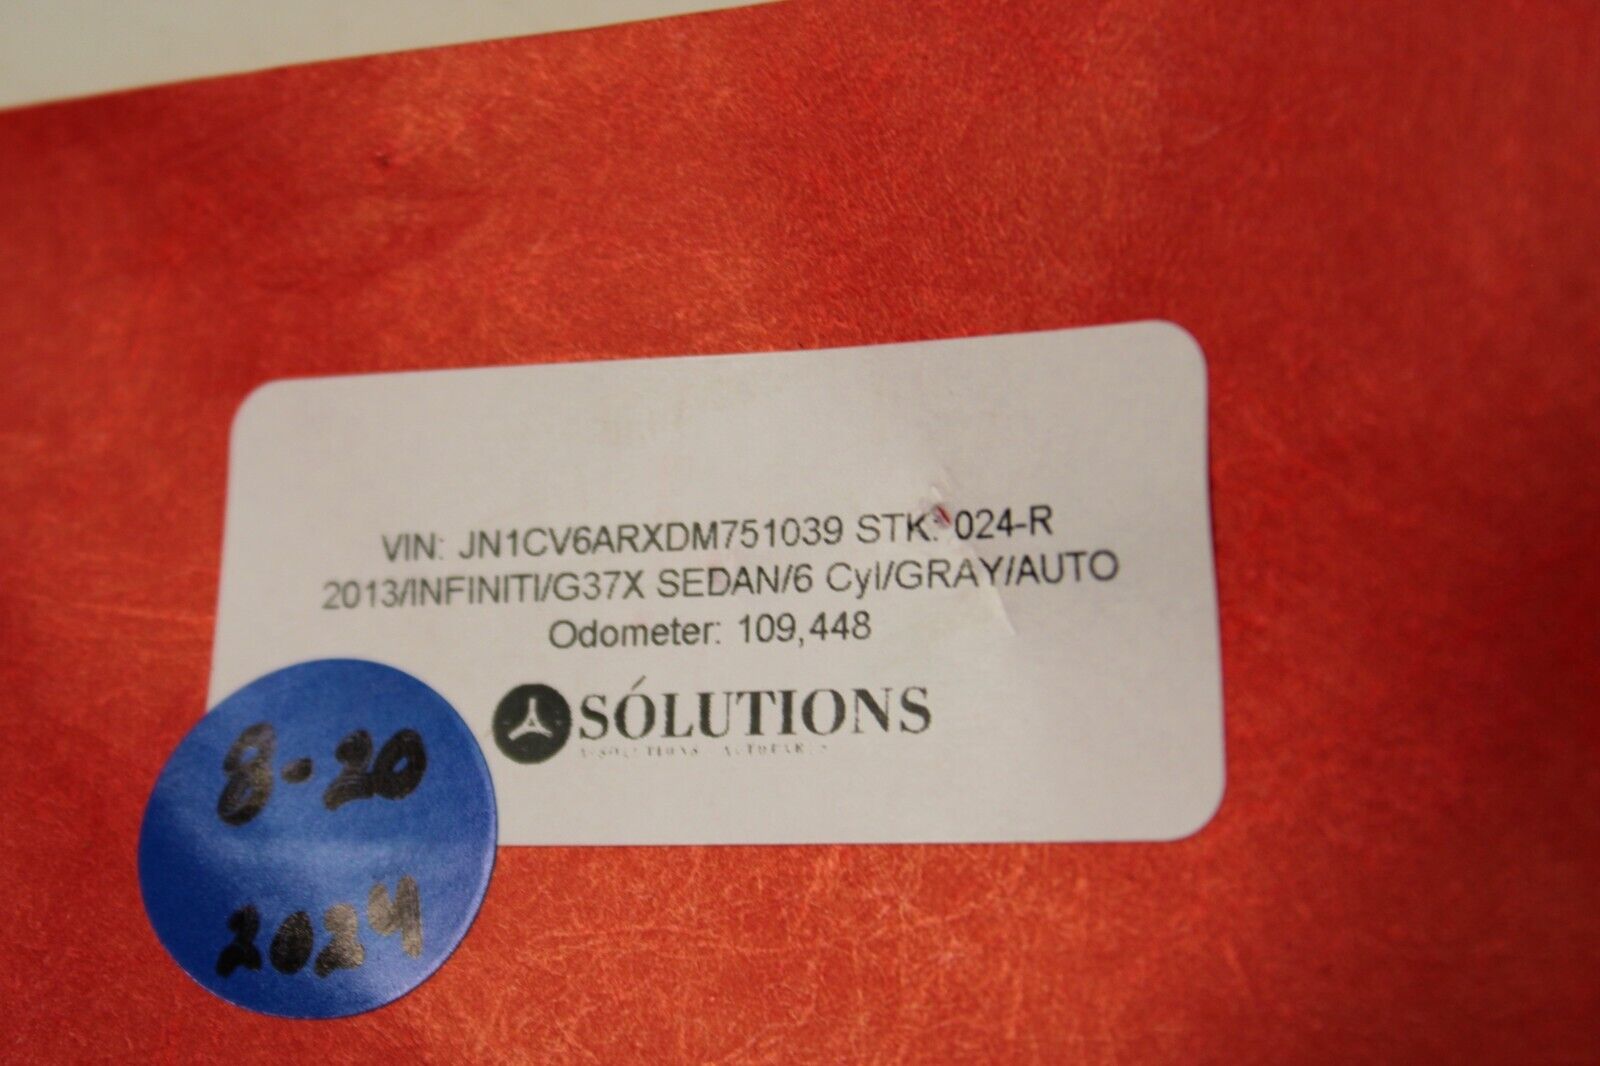 VIN: JN1CV6ARXDM751039 STK: 024-R
2013/INFINITI/G37X SEDAN/6 Cyl/GRAY/AUTO
Odometer: 109,448
SÓLUTIONS
8-20
2024